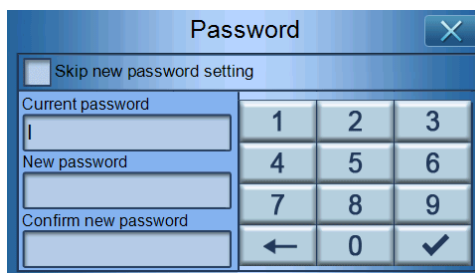 Password
Skip new password setting
Current password
New password
Confirm new password
1 2 3
4 5 6
7 8 9
0